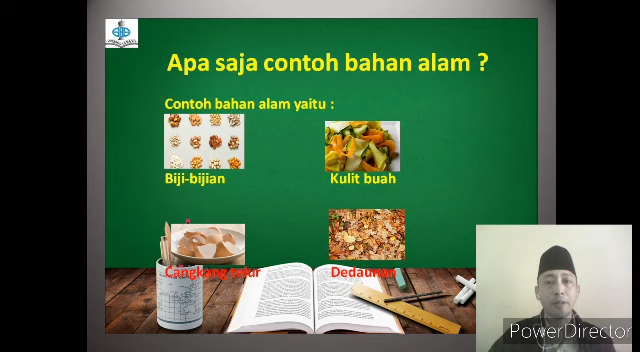 Apa saja contoh bahan alam ?
Contoh bahan alam yaitu :
Biji-bijian
Kulit buah
Cangkang telur
Dedaunan
PowerDirector